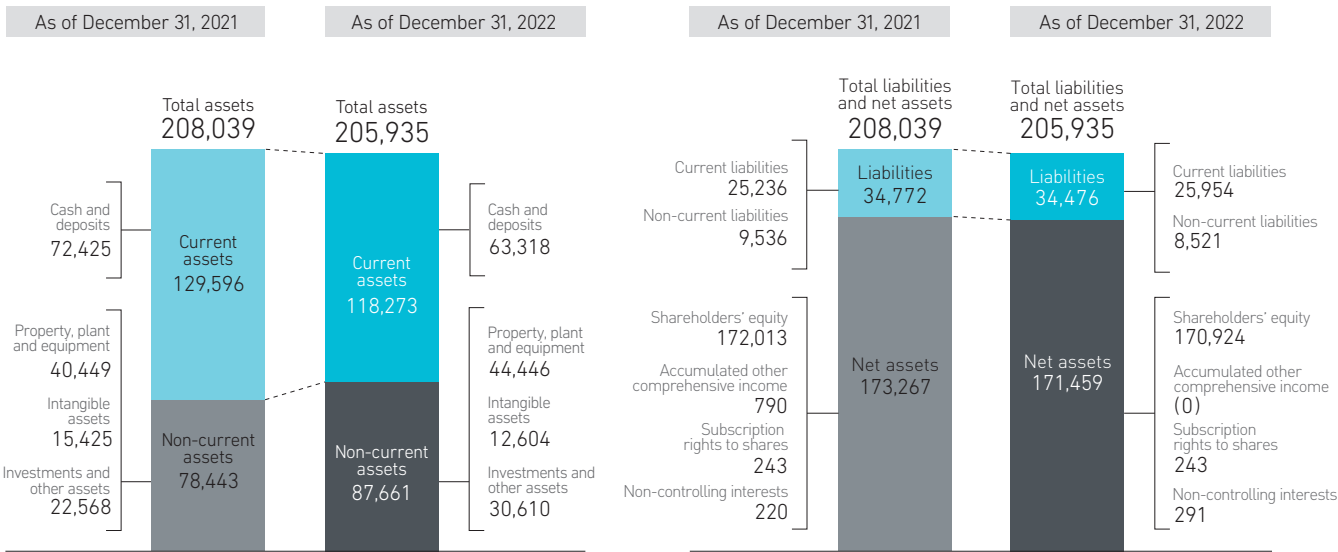 As of December 31, 2021
As of December 31, 2022
Total assets
208,039
Total assets
205,935
Cash and
deposits
72,425
Current
assets
129,596
Property, plant
and equipment
40,449
Intangible
assets
15,425
Investments and
other assets
22,568
Non-current
assets
78,443
Current
assets
118,273
Cash and
deposits
63,318
Non-current
assets
87,661
Property, plant
and equipment
44,446
Intangible
assets
12,604
Investments and
other assets
30,610
As of December 31, 2021
As of December 31, 2022
Total liabilities
and net assets
208,039
Total liabilities
and net assets
205,935
Current liabilities
25,236
Non-current liabilities
9,536
Liabilities
34,772
Shareholders' equity
172,013
Accumulated other
comprehensive income
790
Subscription
rights to shares
243
Non-controlling interests
220
Net assets
173,267
Liabilities
34,476
Current liabilities
25,954
Non-current liabilities
8,521
Net assets
171,459
Shareholders' equity
170,924
Accumulated other
comprehensive income
(0)
Subscription
rights to shares
243
Non-controlling interests
291